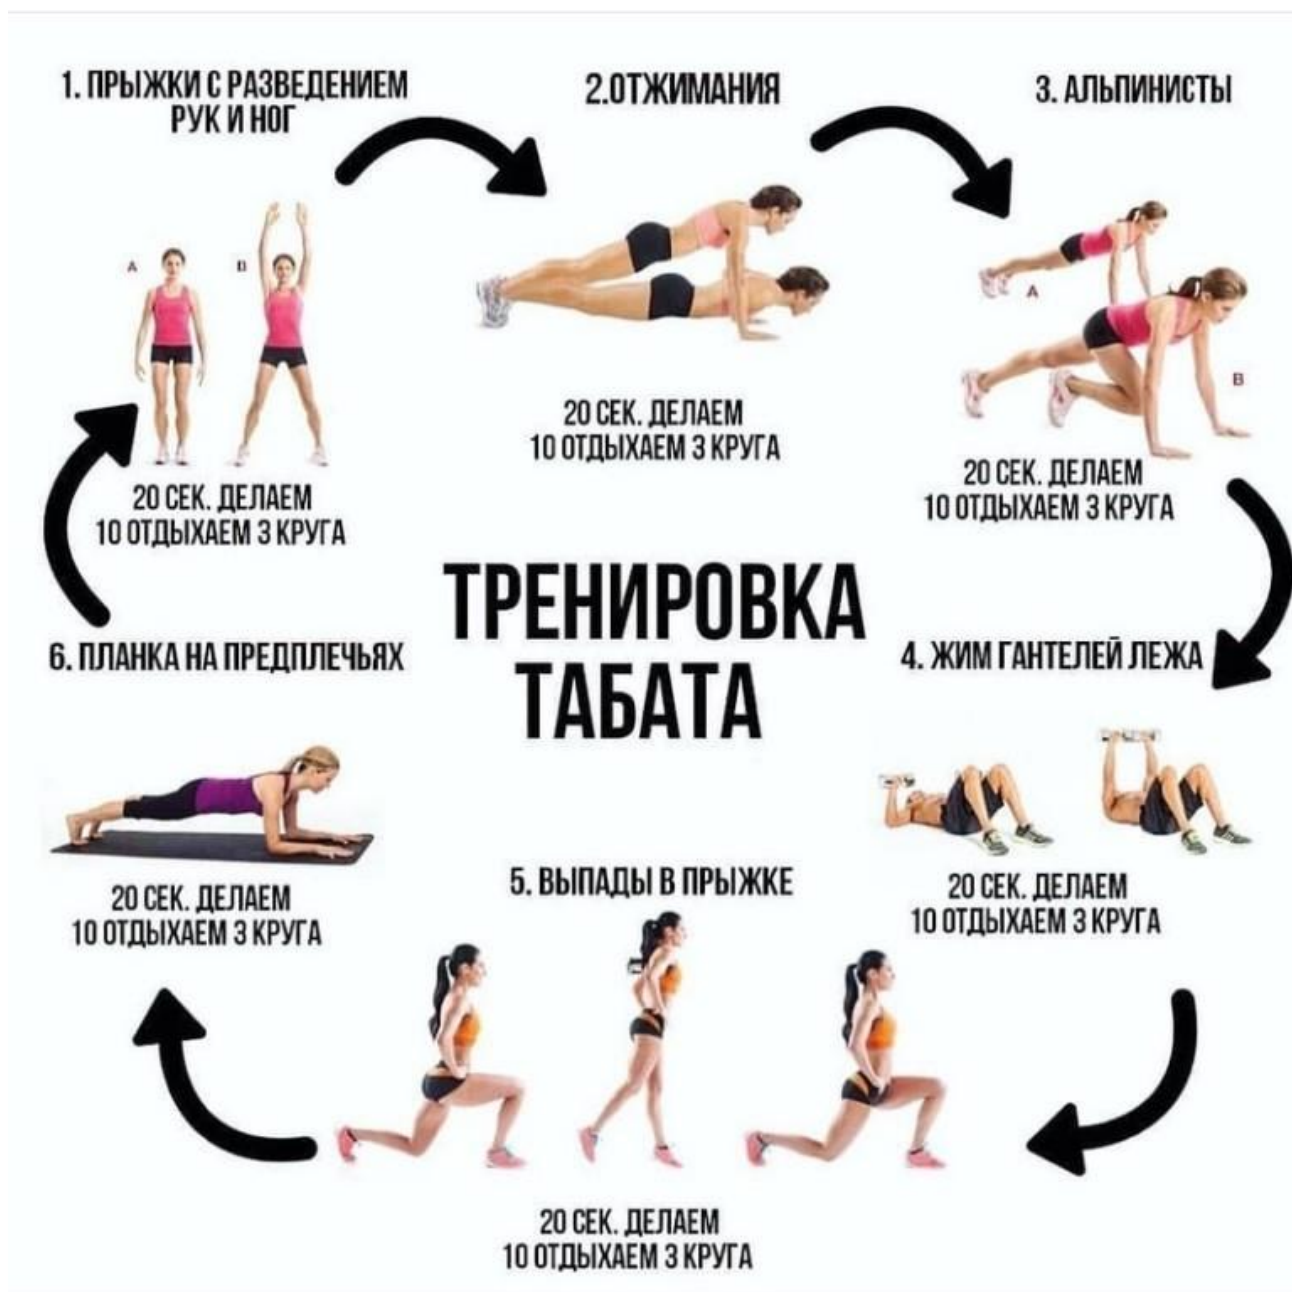 1. ПРЫЖКИ С РАЗВЕДЕНИЕМ
РУК И НОГ
A
B
20 СЕК. ДЕЛАЕМ
10 ОТДЫХАЕМ 3 КРУГА
2.ОТЖИМАНИЯ
20 СЕК. ДЕЛАЕМ
10 ОТДЫХАЕМ 3 КРУГА
3. АЛЬПИНИСТЫ
A
B
20 СЕК. ДЕЛАЕМ
10 ОТДЫХАЕМ 3 КРУГА
ТРЕНИРОВКА
ТАБАТА
4. ЖИМ ГАНТЕЛЕЙ ЛЕЖА
20 СЕК. ДЕЛАЕМ
10 ОТДЫХАЕМ 3 КРУГА
5. ВЫПАДЫ В ПРЫЖКЕ
20 СЕК. ДЕЛАЕМ
10 ОТДЫХАЕМ 3 КРУГА
6. ПЛАНКА НА ПРЕДПЛЕЧЬЯХ
20 СЕК. ДЕЛАЕМ
10 ОТДЫХАЕМ 3 КРУГА